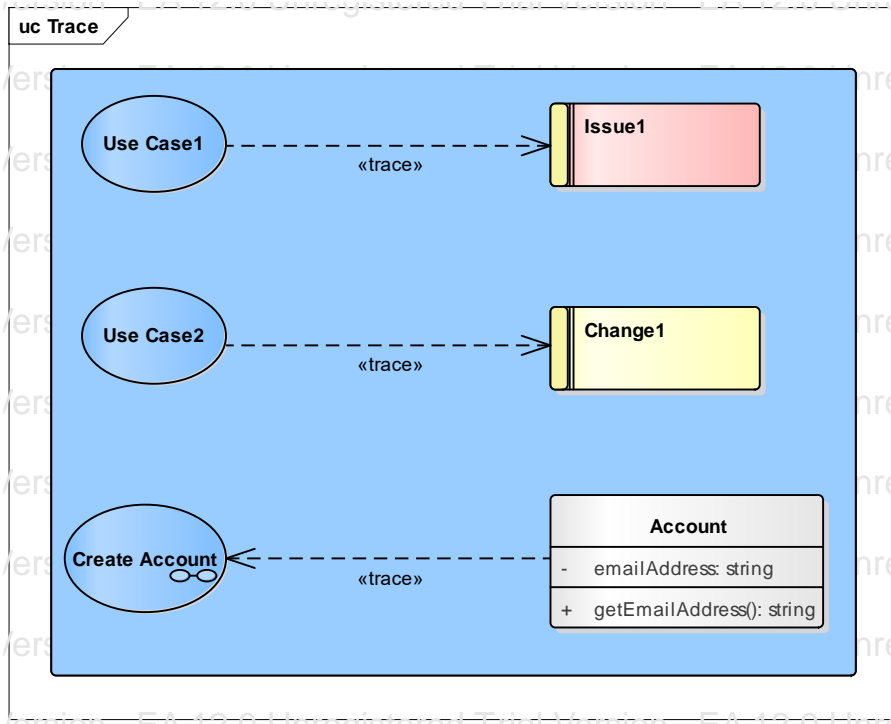 uc Trace
Use Case1
«trace»
Issue1
Use Case2
«trace»
Change1
Create Account
«trace»
Account
- emailAddress: string
+ getEmailAddress(): string